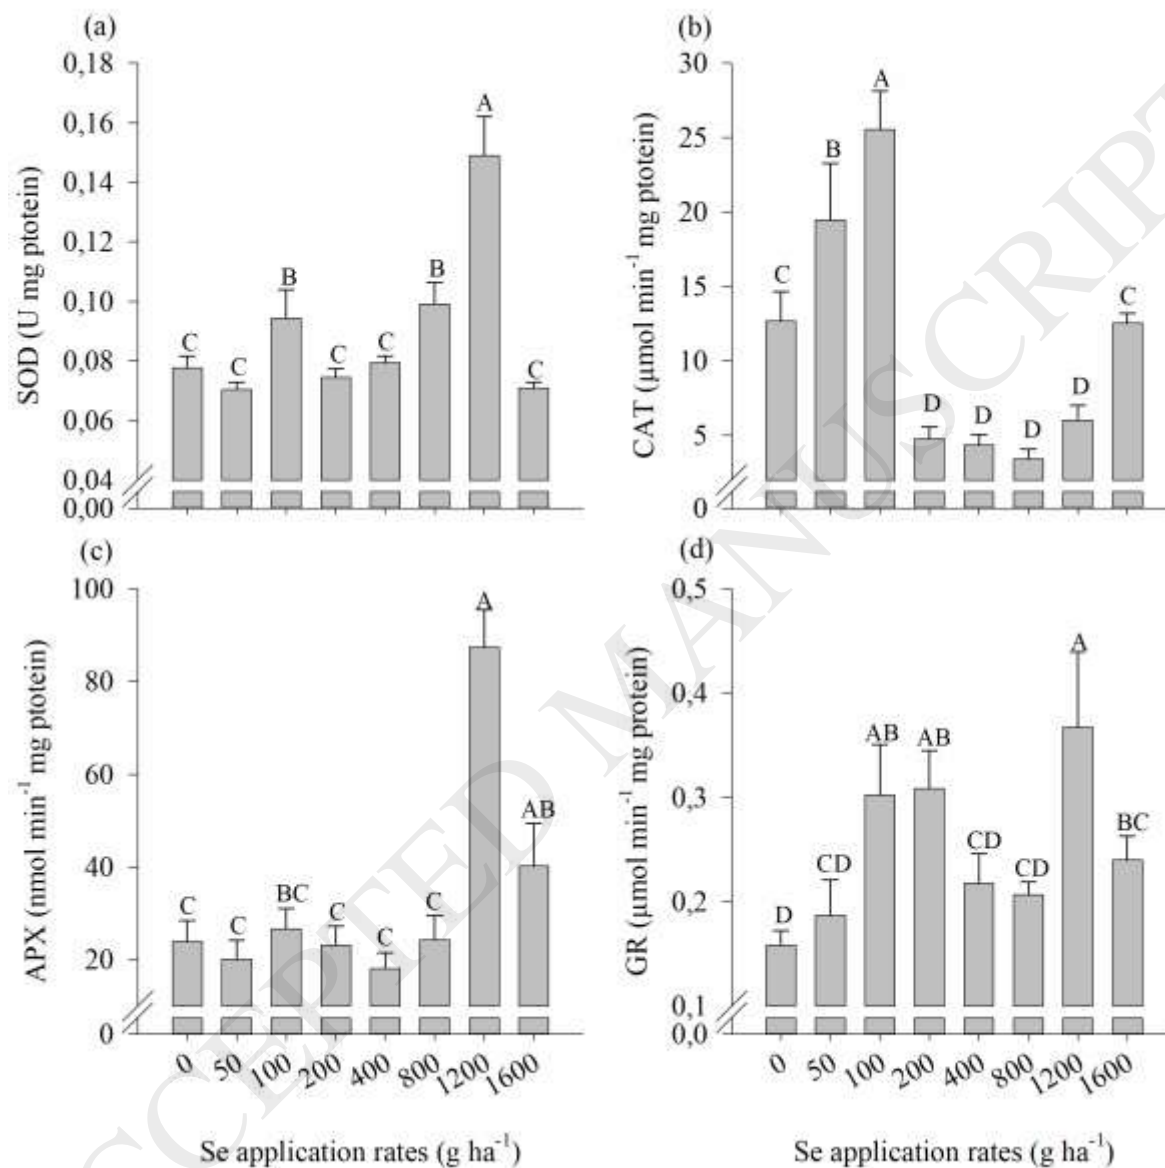 (a)
0,18
0,16
0,14
0,12
0,10
0,08
0,06
0,04
0,00
SOD (U mg ptotein)
C
C
B
C
C
B
A
C
(b)
30
25
20
15
10
5
0
CAT (µmol min⁻¹ mg ptotein)
C
B
A
D
D
D
D
C
(c)
100
80
60
40
20
0
APX (nmol min⁻¹ mg ptotein)
C
C
BC
C
C
C
A
AB
0 50 100 200 400 800 1200 1600
Se application rates (g ha⁻¹)
(d)
0,5
0,4
0,3
0,2
0,1
0,0
GR (µmol min⁻¹ mg protein)
D
CD
AB
AB
CD
CD
A
BC
0 50 100 200 400 800 1200 1600
Se application rates (g ha⁻¹)
CCEPTED MANUSCRIPT